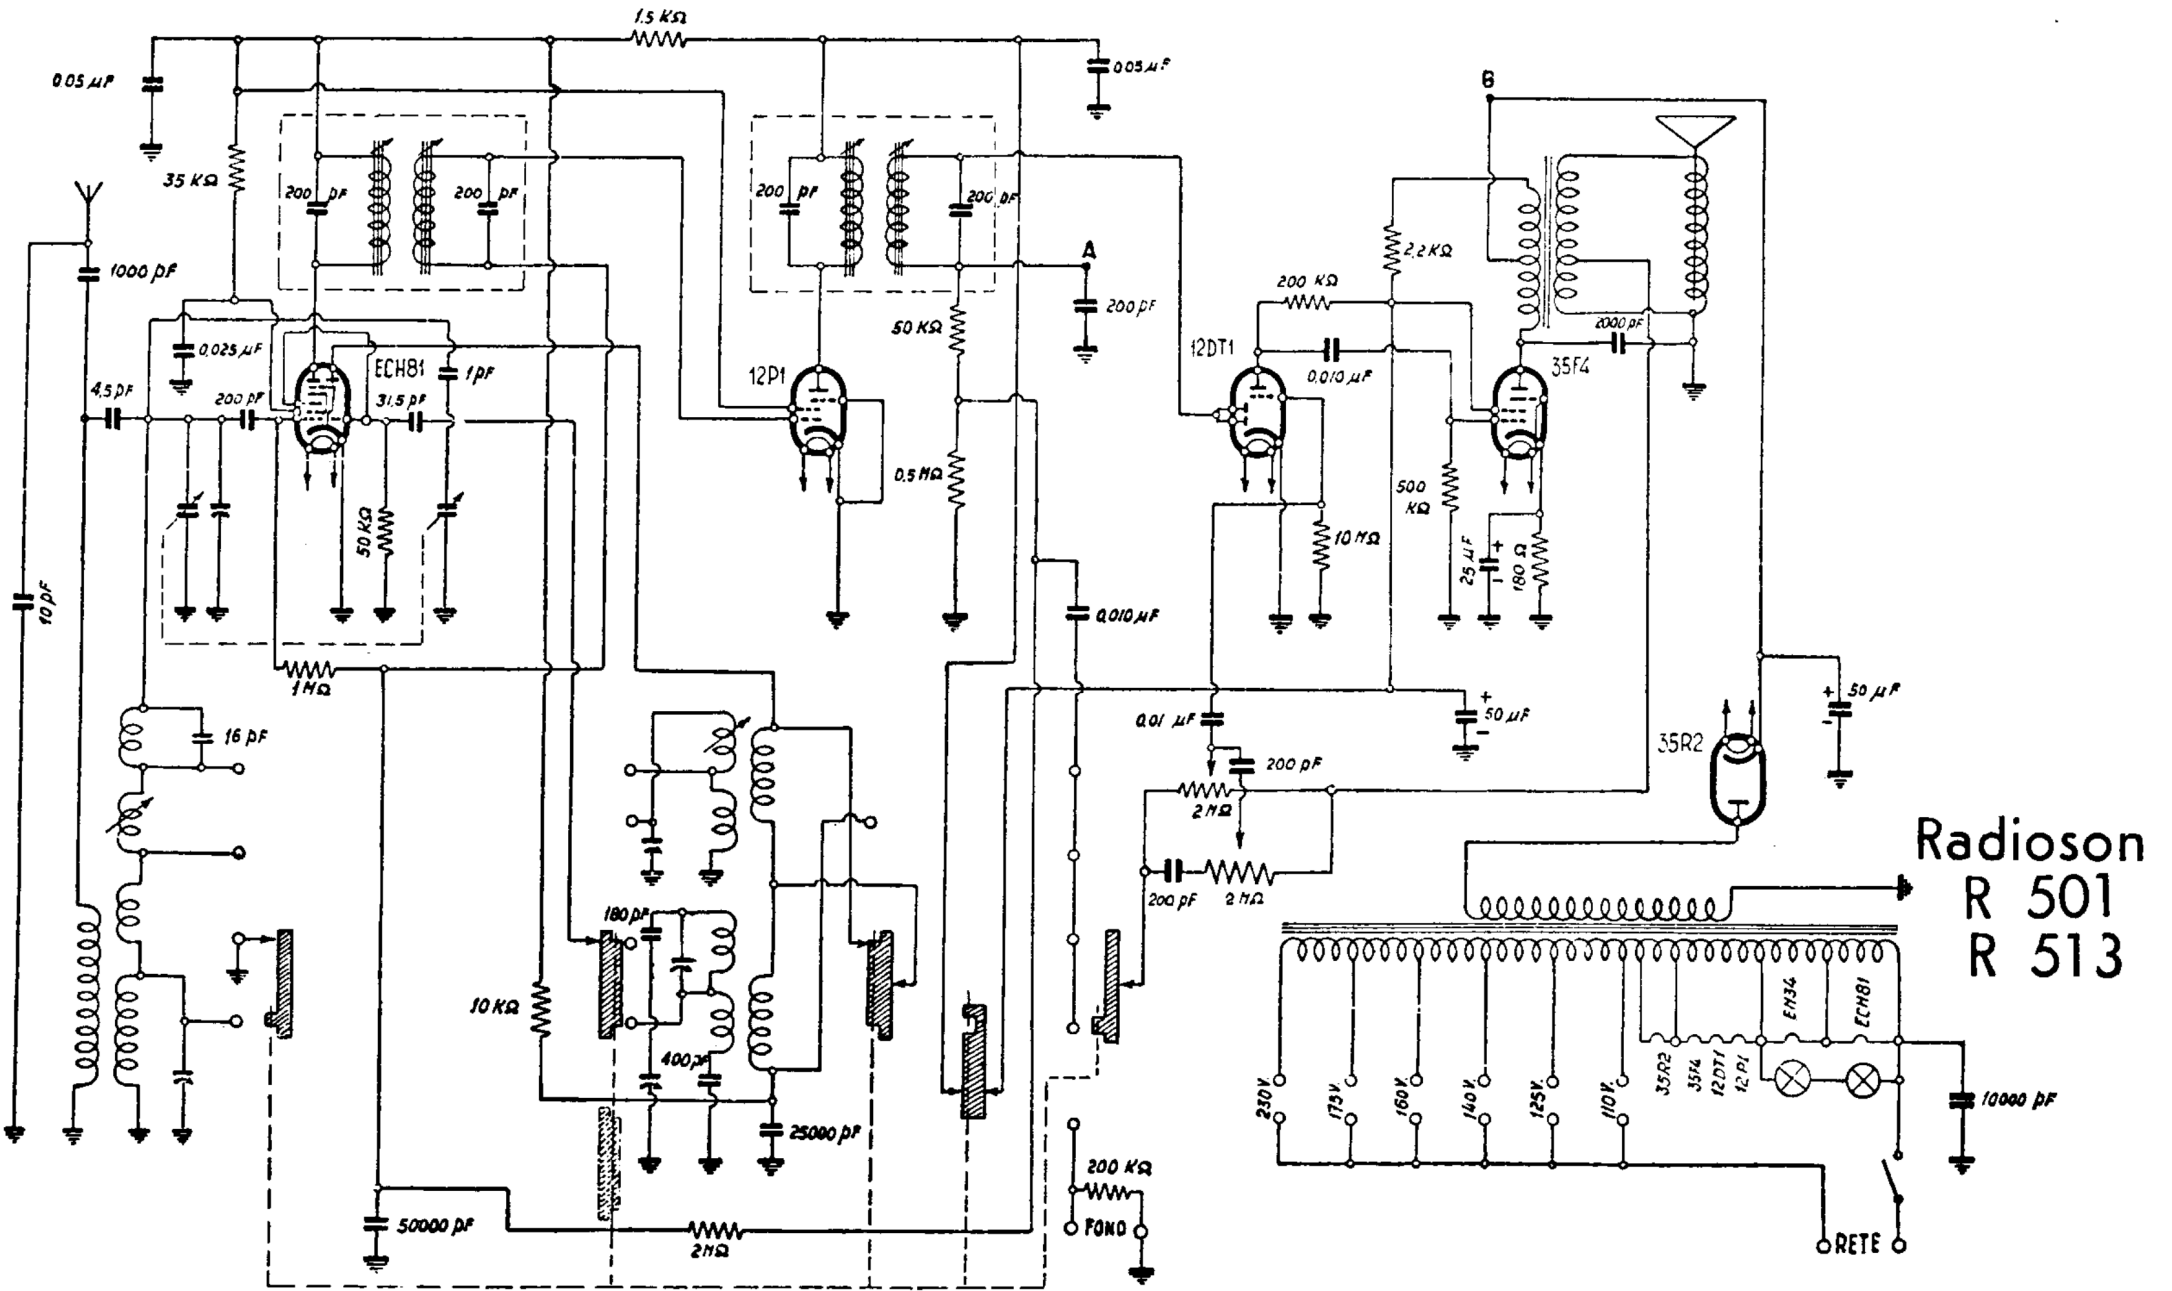 1.5 KΩ
0.05 µF
0.05 µF
B
35 KΩ
200 pF
200 pF
200 pF
200 pF
A
1000 pF
2.2 KΩ
200 KΩ
200 pF
50 KΩ
2000 pF
0,025 µF
ECH81
1 pF
12P1
12DT1
0,010 µF
35F4
4,5 pF
200 pF
31,5 pF
0,5 MΩ
500 KΩ
50 KΩ
10 MΩ
25 µF
+
-
180 Ω
10 pF
0,010 µF
1 MΩ
0.01 µF
+
50 µF
-
+
50 µF
-
16 pF
35R2
200 pF
2 MΩ
Radioson
R 501
R 513
200 pF
2 MΩ
180 pF
10 KΩ
400 pF
EM34
ECH81
35R2
35F4
12DT1
12P1
230V.
175V.
160V.
140V.
125V.
110V.
10000 pF
25000 pF
200 KΩ
50000 pF
2MΩ
FONO
RETE